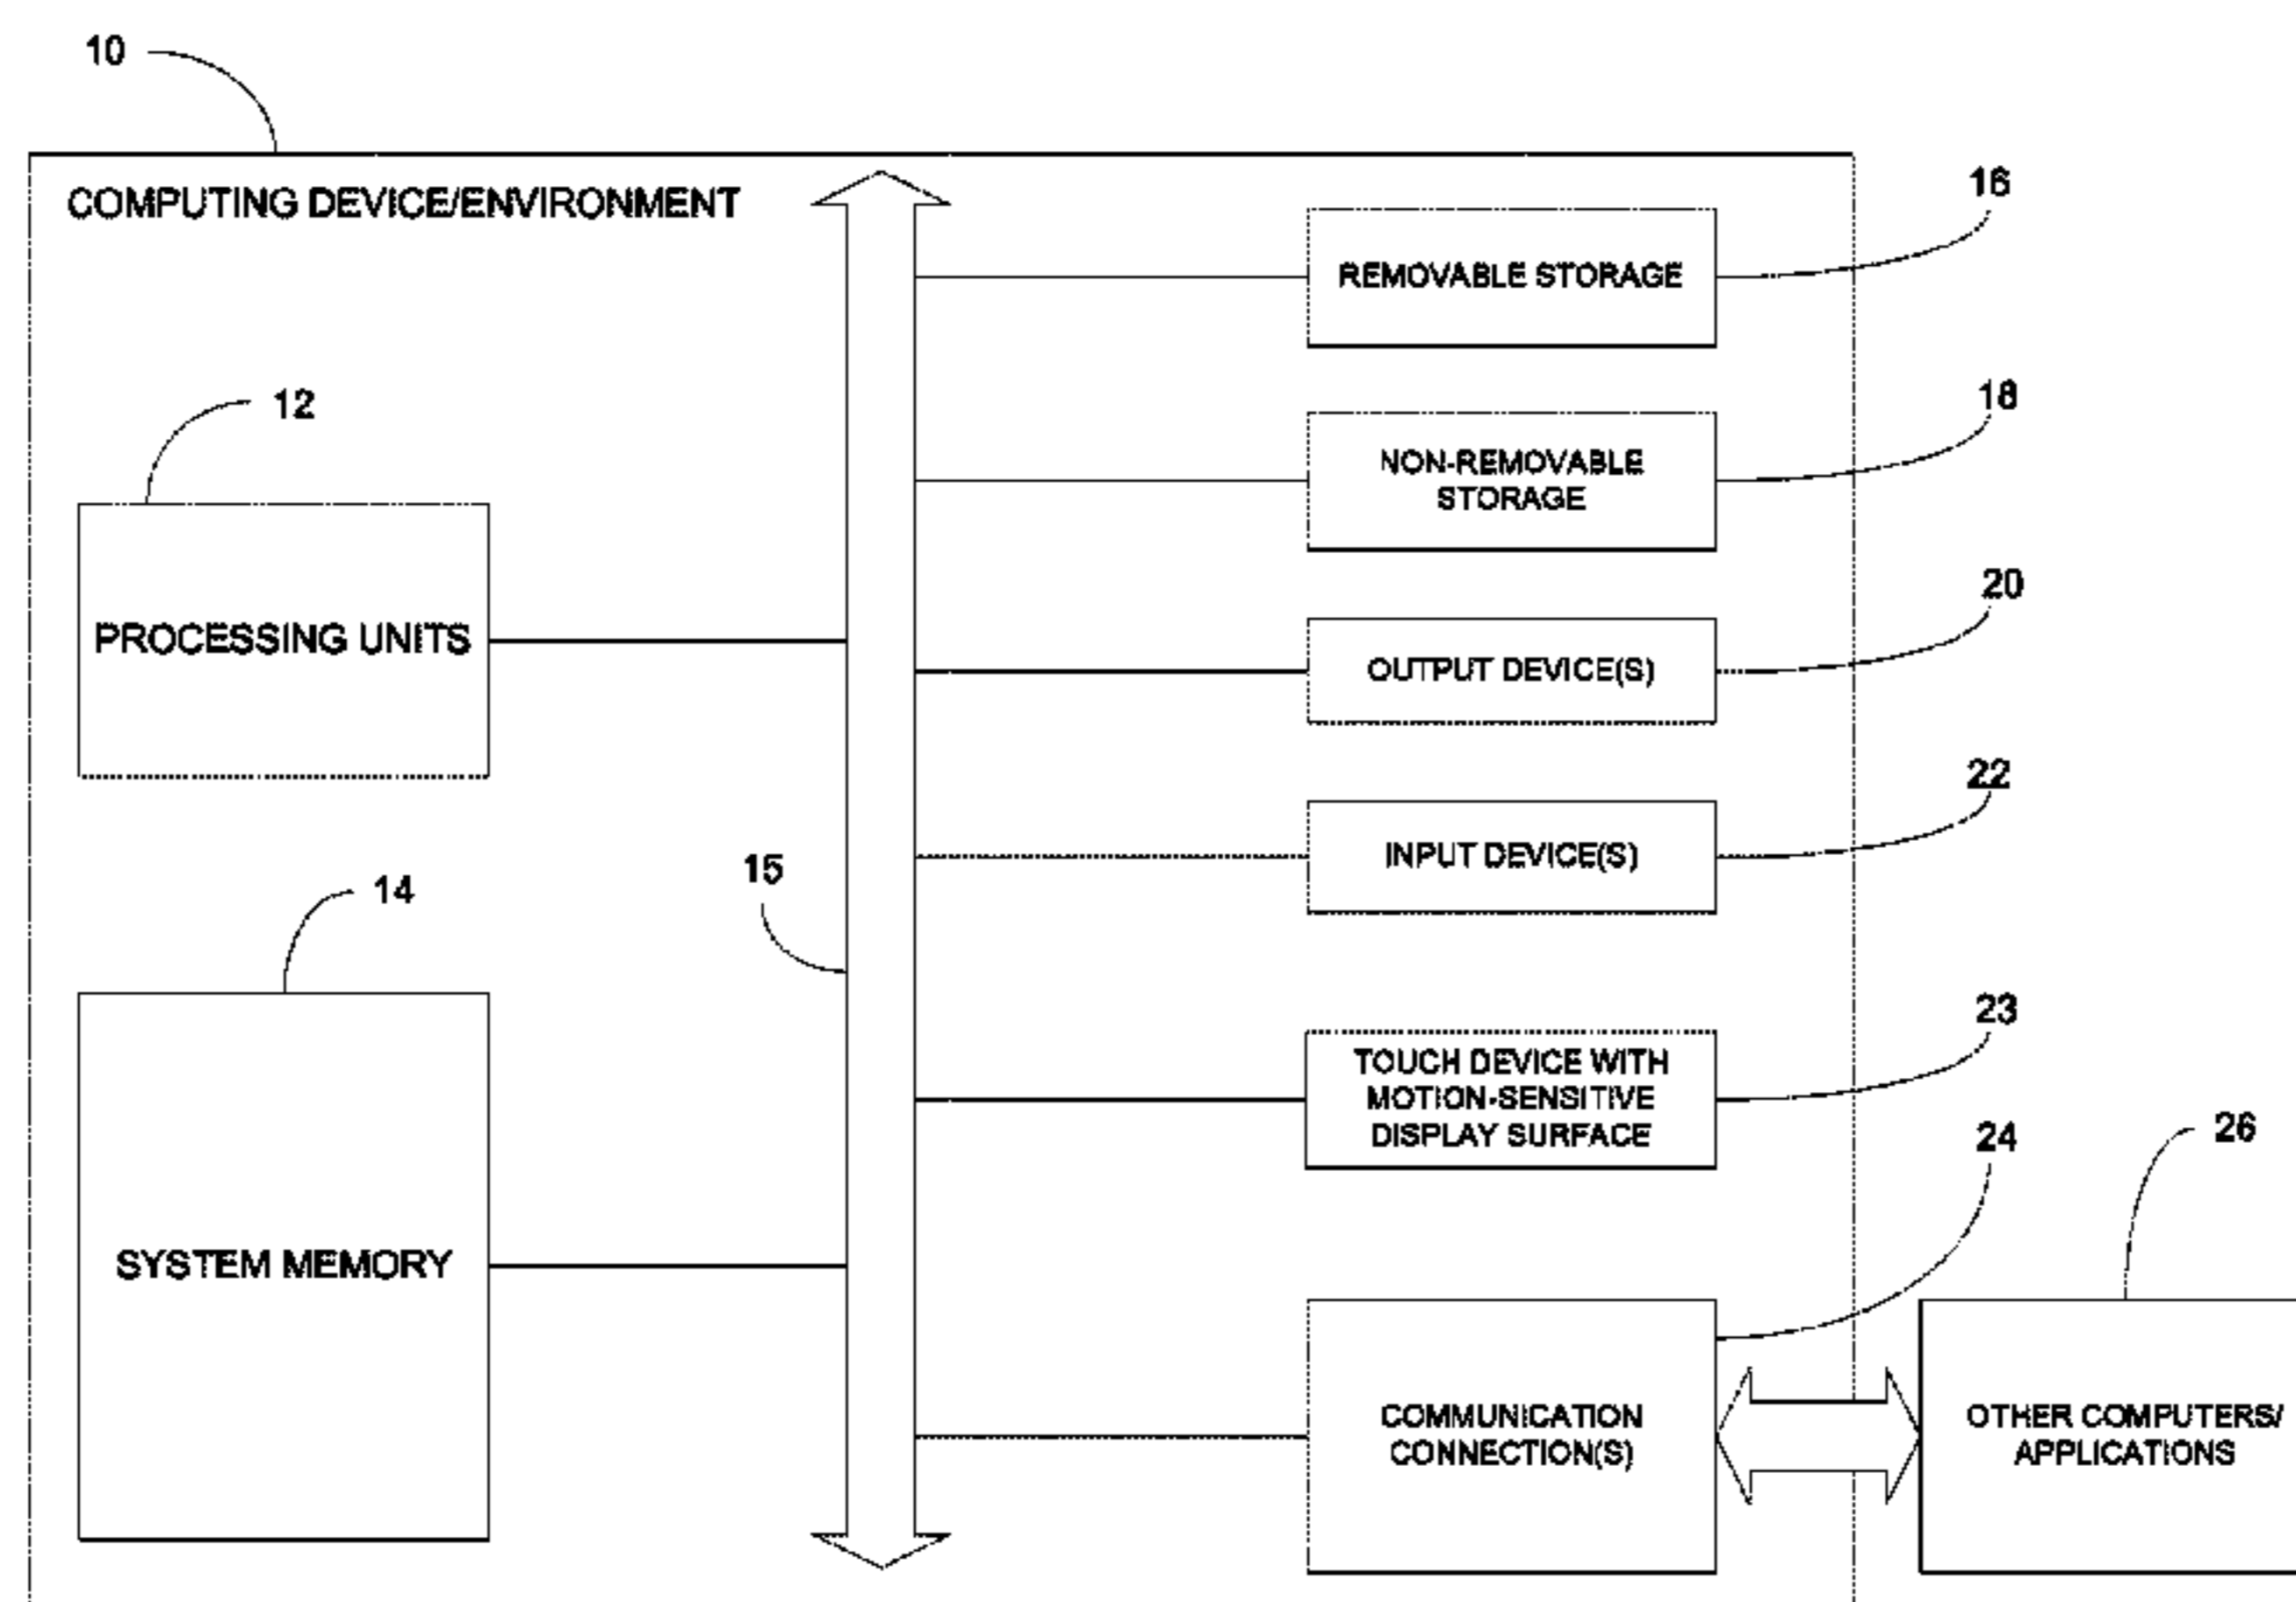 10
COMPUTING DEVICE/ENVIRONMENT
16
REMOVABLE STORAGE
12
18
NON-REMOVABLE
STORAGE
20
PROCESSING UNITS
OUTPUT DEVICE(S)
22
INPUT DEVICE(S)
15
14
23
TOUCH DEVICE WITH
MOTION-SENSITIVE
DISPLAY SURFACE
24
26
SYSTEM MEMORY
COMMUNICATION
CONNECTION(S)
OTHER COMPUTERS/
APPLICATIONS